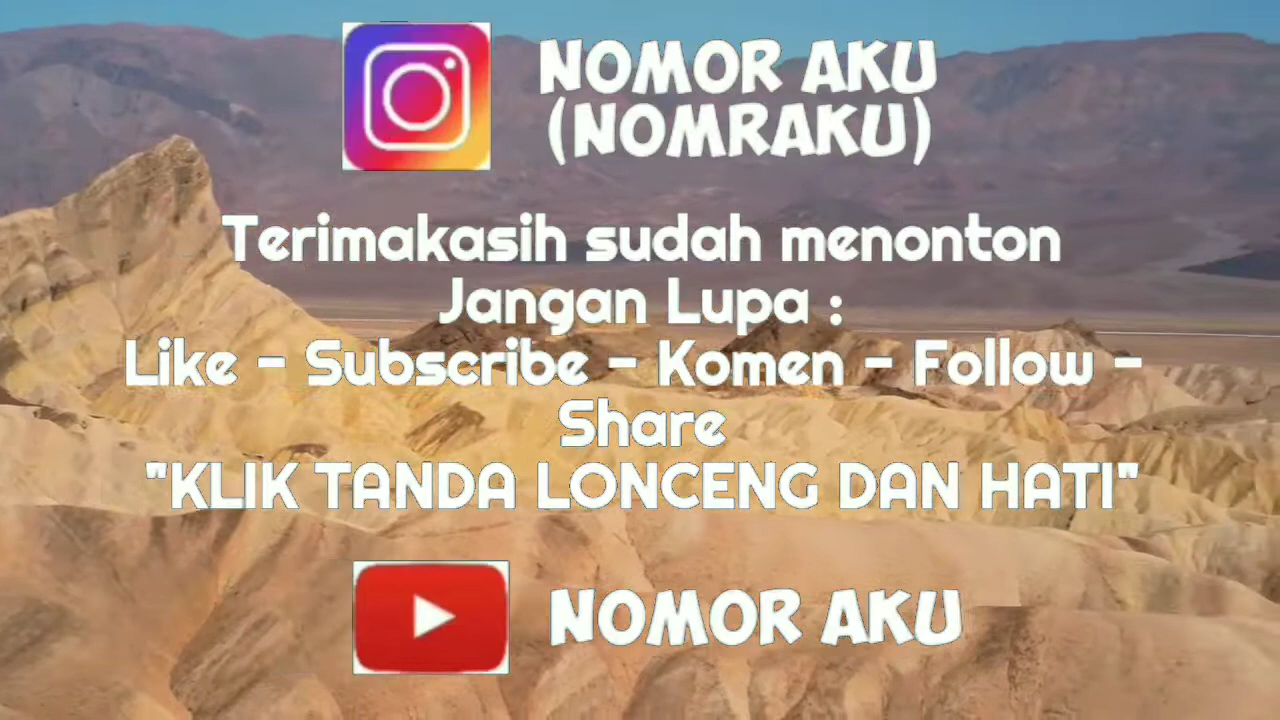 NOMOR AKU
(NOMRAKU)
Terimakasih sudah menonton
Jangan Lupa :
Like - Subscribe - Komen - Follow -
Share
"KLIK TANDA LONCENG DAN HATI"
NOMOR AKU